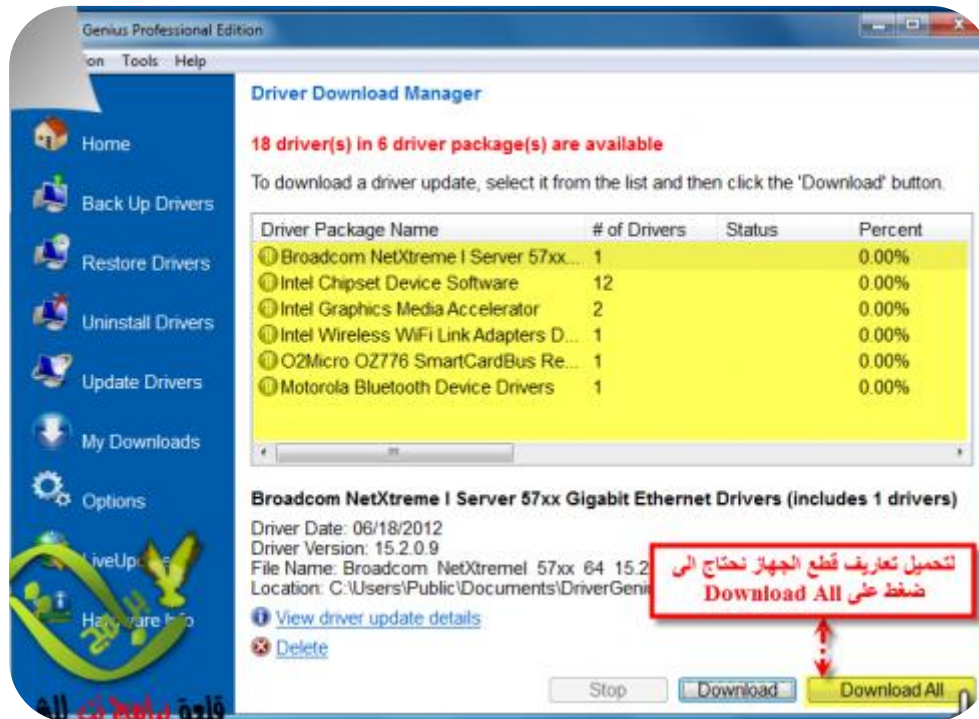 Genius Professional Edition
on Tools Help
Driver Download Manager
18 driver(s) in 6 driver package(s) are available
To download a driver update, select it from the list and then click the 'Download' button.
Home
Back Up Drivers
Restore Drivers
Uninstall Drivers
Update Drivers
My Downloads
Options
Driver Package Name # of Drivers Status Percent
Broadcom NetXtreme I Server 57xx... 1 0.00%
Intel Chipset Device Software 12 0.00%
Intel Graphics Media Accelerator 2 0.00%
Intel Wireless WiFi Link Adapters D... 1 0.00%
O2Micro OZ776 SmartCardBus Re... 1 0.00%
Motorola Bluetooth Device Drivers 1 0.00%
Broadcom NetXtreme I Server 57xx Gigabit Ethernet Drivers (includes 1 drivers)
Driver Date: 06/18/2012
Driver Version: 15.2.0.9
File Name: Broadcom_NetXtremeI_57xx_64_15.2
Location: C:\Users\Public\Documents\DriverGeni
View driver update details
Delete
لتحميل تعاريف قطع الجهاز نحتاج الى
ضغط على Download All
Stop Download Download All
قلعة برامج نت